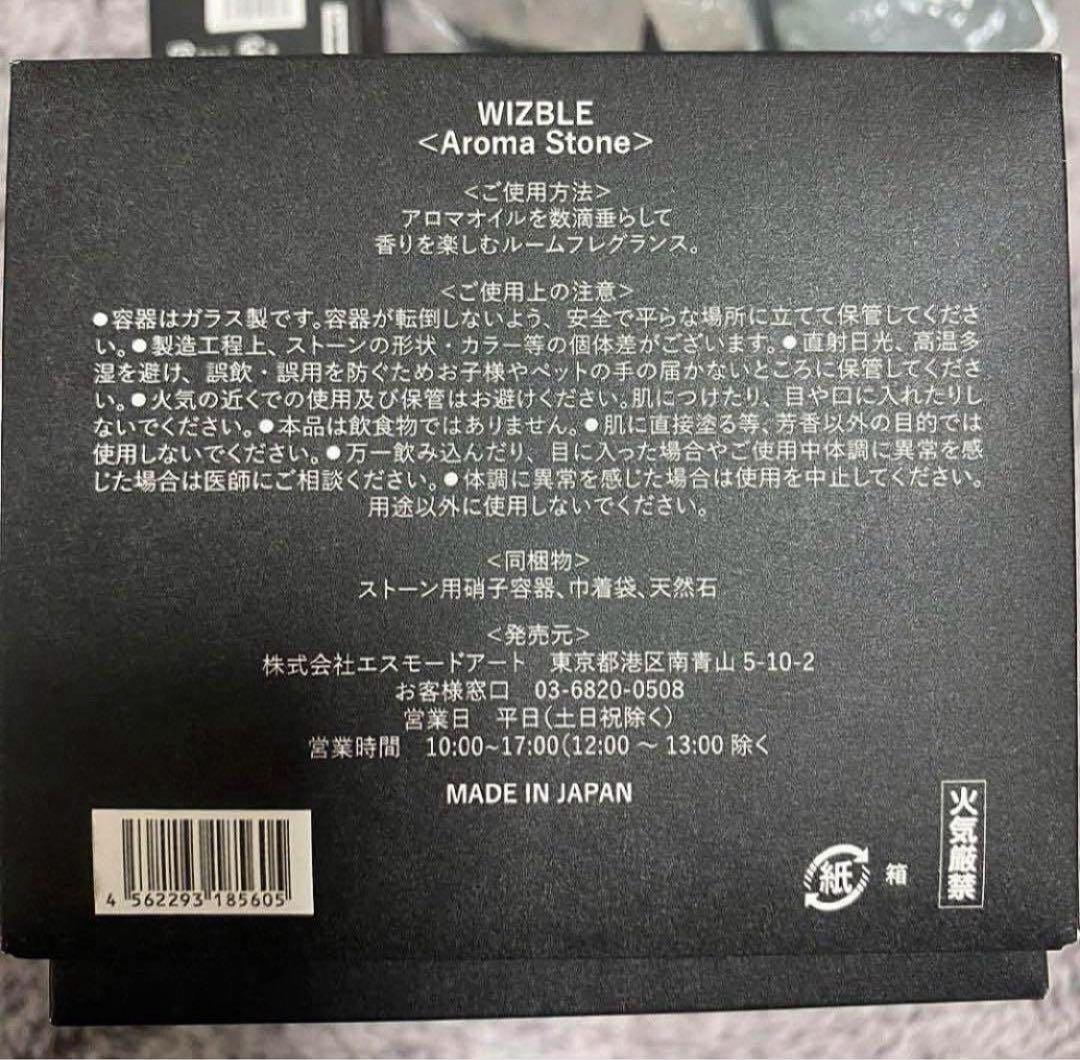 WIZBLE
<Aroma Stone>
<ご使用方法>
アロマオイルを数滴垂らして
香りを楽しむルームフレグランス。
<ご使用上の注意>
●容器はガラス製です。容器が転倒しないよう、安全で平らな場所に立てて保管してくださ
い。●製造工程上、ストーンの形状・カラー等の個体差がございます。●直射日光、高温多
湿を避け、誤飲・誤用を防ぐためお子様やペットの手の届かないところに保管してくださ
い。●火気の近くでの使用及び保管はお避けください。肌につけたり、目や口に入れたりし
ないでください。●本品は飲食物ではありません。●肌に直接塗る等、芳香以外の目的では
使用しないでください。●万一飲み込んだり、目に入った場合やご使用中体調に異常を感
じた場合は医師にご相談ください。●体調に異常を感じた場合は使用を中止してください。
用途以外に使用しないでください。
<同梱物>
ストーン用硝子容器、巾着袋、天然石
<発売元>
株式会社エスモードアート 東京都港区南青山 5-10-2
お客様窓口 03-6820-0508
営業日 平日(土日祝除く)
営業時間 10:00~17:00(12:00 〜 13:00 除く
MADE IN JAPAN
4 562293 185605
紙 箱
火気厳禁